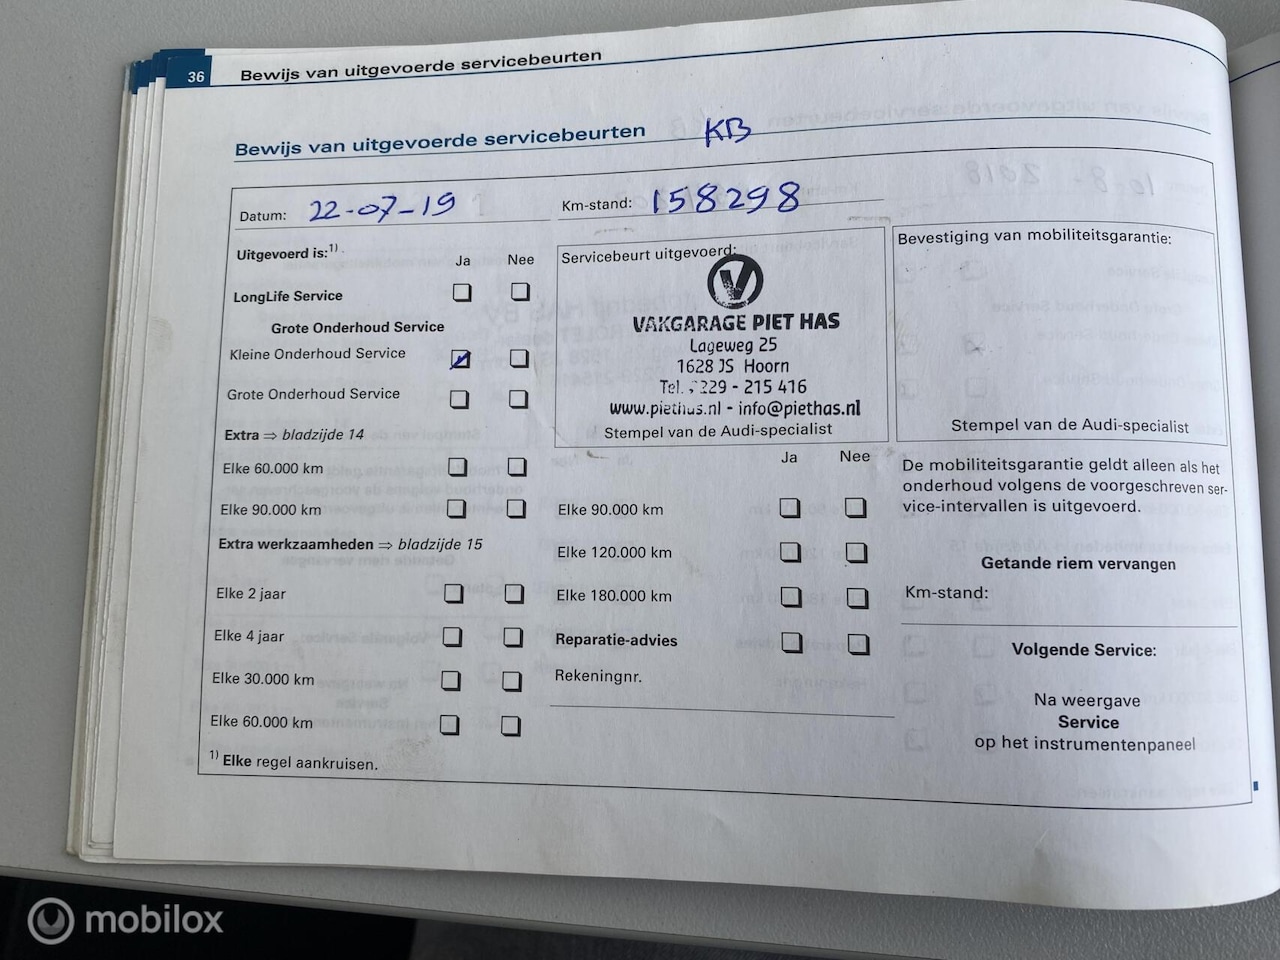 36 Bewijs van uitgevoerde servicebeurten
Bewijs van uitgevoerde servicebeurten KB
Datum: 22-07-19 Km-stand: 158298
Uitgevoerd is:1)
Ja Nee
LongLife Service
Grote Onderhoud Service
Kleine Onderhoud Service
Grote Onderhoud Service
Extra ⇒ bladzijde 14
Elke 60.000 km
Elke 90.000 km
Extra werkzaamheden ⇒ bladzijde 15
Elke 2 jaar
Elke 4 jaar
Elke 30.000 km
Elke 60.000 km
1) Elke regel aankruisen.
Servicebeurt uitgevoerd:
V
VAKGARAGE PIET HAS
Lageweg 25
1628 JS Hoorn
Tel. 0229 - 215 416
www.piethas.nl - info@piethas.nl
Stempel van de Audi-specialist
Ja Nee
Elke 90.000 km
Elke 120.000 km
Elke 180.000 km
Reparatie-advies
Rekeningnr.
Bevestiging van mobiliteitsgarantie:
Stempel van de Audi-specialist
De mobiliteitsgarantie geldt alleen als het
onderhoud volgens de voorgeschreven ser-
vice-intervallen is uitgevoerd.
Getande riem vervangen
Km-stand:
Volgende Service:
Na weergave
Service
op het instrumentenpaneel
mobilox